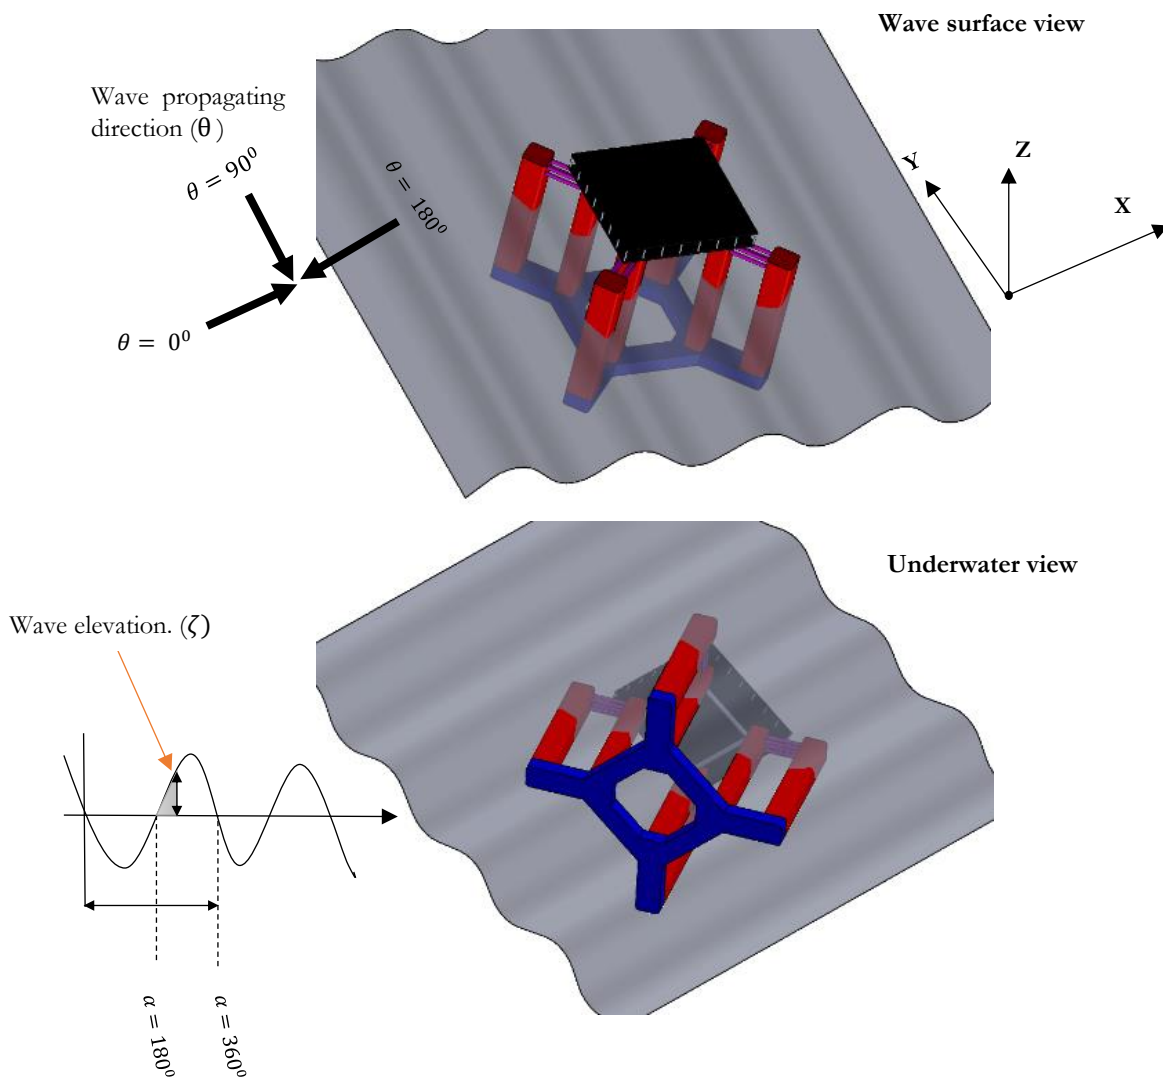 Wave surface view
Wave propagating
direction (θ )
θ = 90⁰
θ = 180⁰
θ = 0⁰
Y
Z
X
Underwater view
Wave elevation. (ζ)
α = 180⁰
α = 360⁰